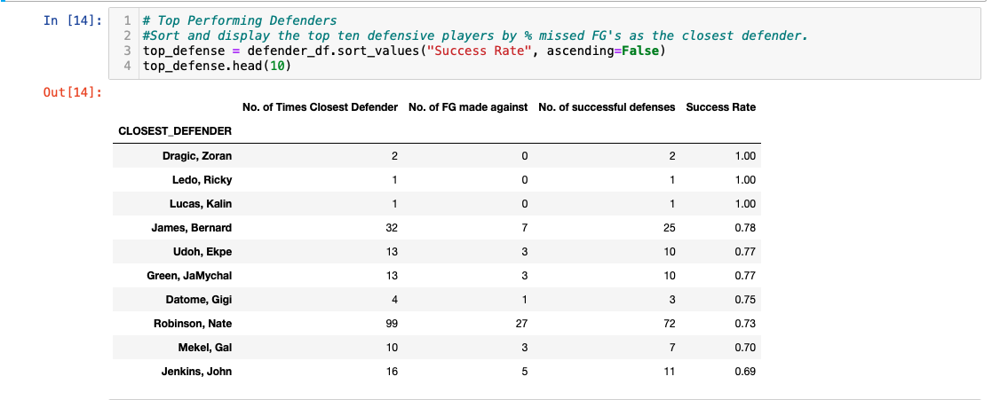 In [14]:
1 # Top Performing Defenders
2 #Sort and display the top ten defensive players by % missed FG's as the closest defender.
3 top_defense = defender_df.sort_values("Success Rate", ascending=False)
4 top_defense.head(10)
Out[14]:
No. of Times Closest Defender No. of FG made against No. of successful defenses Success Rate
CLOSEST_DEFENDER
Dragic, Zoran 2 0 2 1.00
Ledo, Ricky 1 0 1 1.00
Lucas, Kalin 1 0 1 1.00
James, Bernard 32 7 25 0.78
Udoh, Ekpe 13 3 10 0.77
Green, JaMychal 13 3 10 0.77
Datome, Gigi 4 1 3 0.75
Robinson, Nate 99 27 72 0.73
Mekel, Gal 10 3 7 0.70
Jenkins, John 16 5 11 0.69